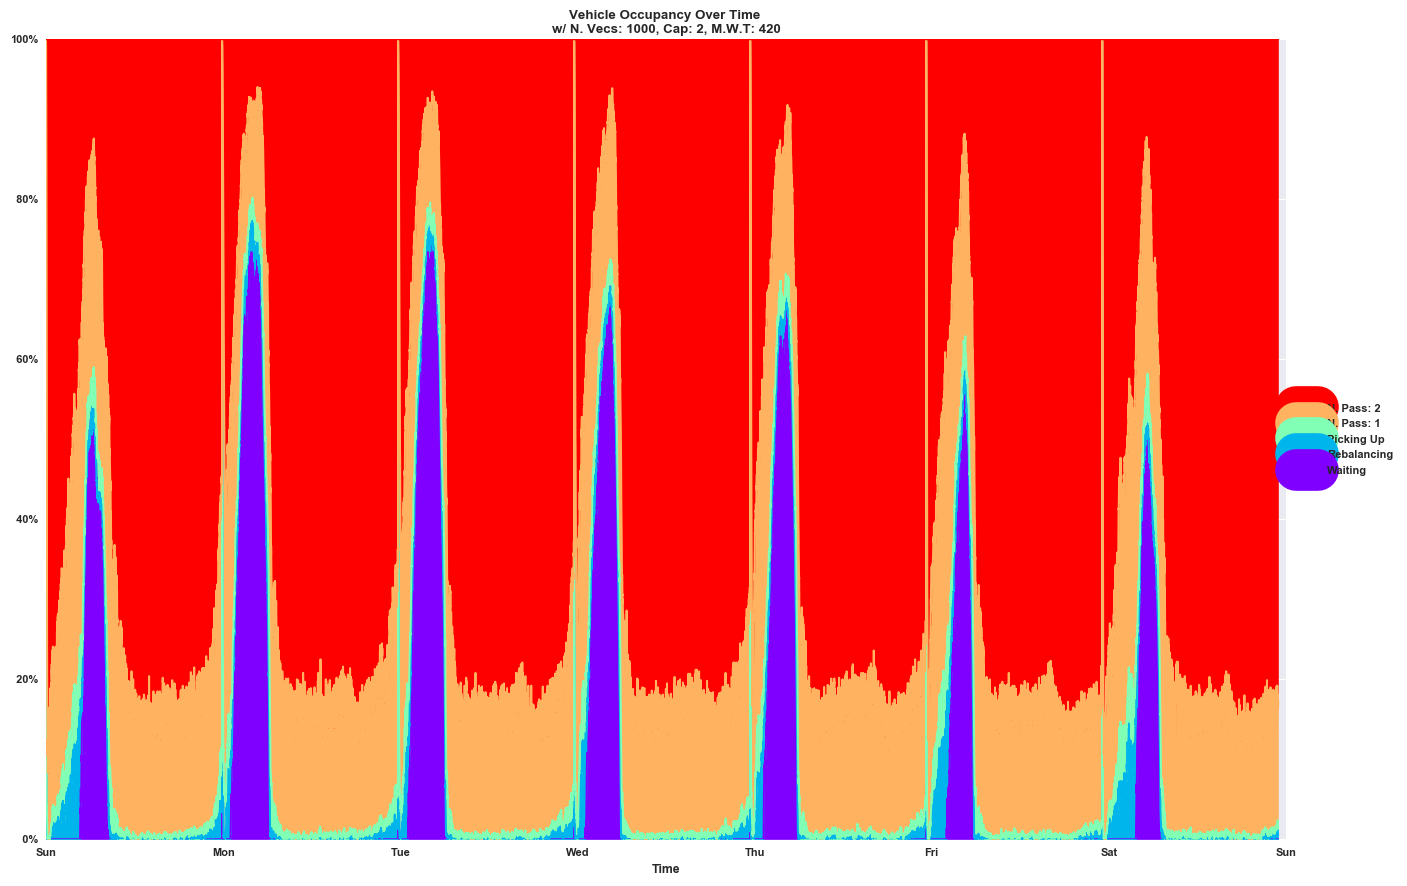 Vehicle Occupancy Over Time
w/ N. Vecs: 1000, Cap: 2, M.W.T: 420
100%
80%
60%
40%
20%
0%
Pass: 2
Pass: 1
Picking Up
Rebalancing
Waiting
Sun Mon Tue Wed Thu Fri Sat Sun
Time